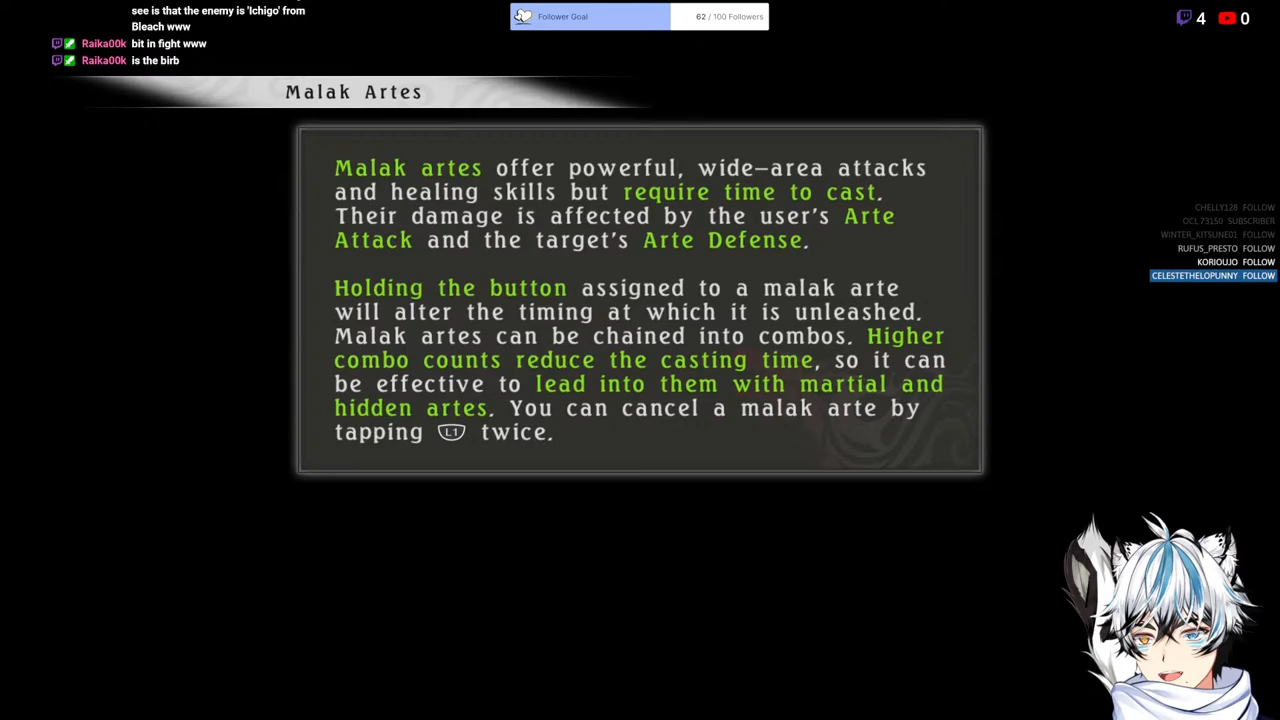 see is that the enemy is 'Ichigo' from
Bleach www
Raika00k bit in fight www
Raika00k is the birb
Follower Goal
62 / 100 Followers
4
0
Malak Artes
Malak artes offer powerful, wide-area attacks
and healing skills but require time to cast.
Their damage is affected by the user's Arte
Attack and the target's Arte Defense.
Holding the button assigned to a malak arte
will alter the timing at which it is unleashed.
Malak artes can be chained into combos. Higher
combo counts reduce the casting time, so it can
be effective to lead into them with martial and
hidden artes. You can cancel a malak arte by
tapping L1 twice.
CHELLY128 FOLLOW
OCL73150 SUBSCRIBER
WINTER_KITSUNE01 FOLLOW
RUFUS_PRESTO FOLLOW
KORIOUJO FOLLOW
CELESTETHELOPUNNY FOLLOW